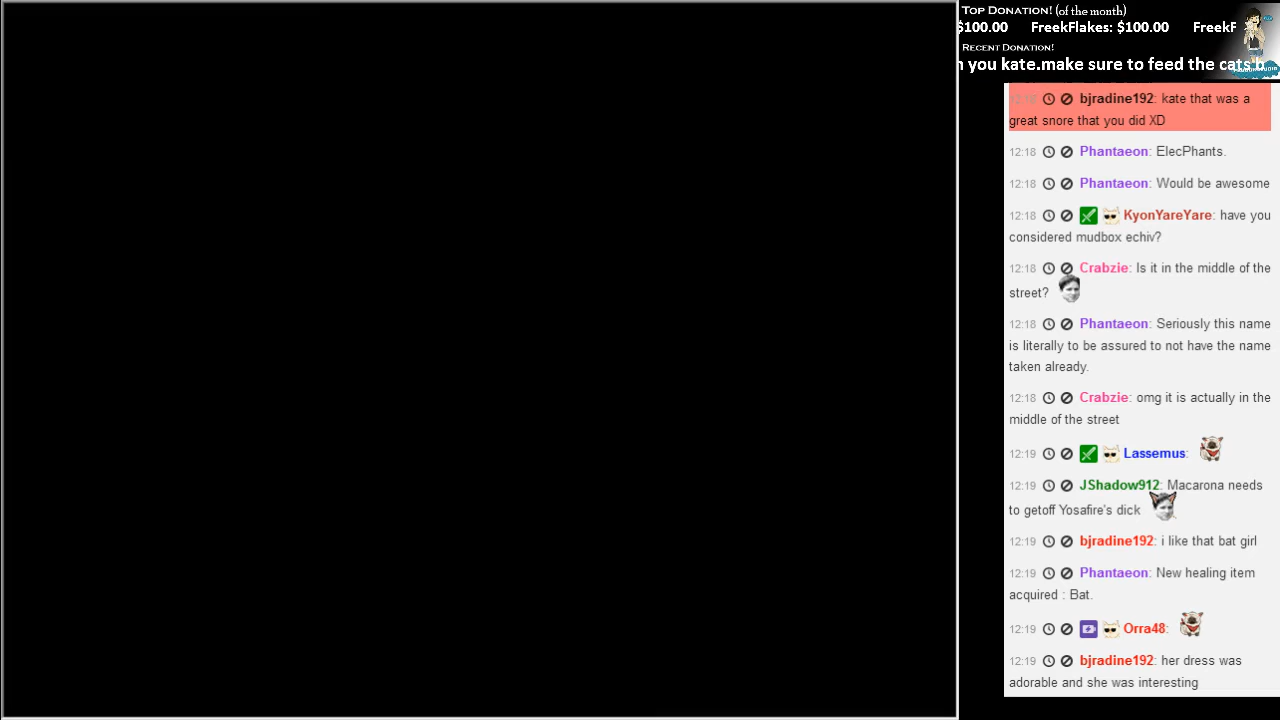 TOP DONATION! (of the month)
$100.00 FreekFlakes: $100.00 FreekF
RECENT DONATION!
you kate.make sure to feed the cats
12:18 bjradine192: kate that was a
great snore that you did XD
12:18 Phantaeon: ElecPhants.
12:18 Phantaeon: Would be awesome
12:18 KyonYareYare: have you
considered mudbox echiv?
12:18 Crabzie: Is it in the middle of the
street?
12:18 Phantaeon: Seriously this name
is literally to be assured to not have the name
taken already.
12:18 Crabzie: omg it is actually in the
middle of the street
12:19 Lassemus:
12:19 JShadow912: Macarona needs
to getoff Yosafire's dick
12:19 bjradine192: i like that bat girl
12:19 Phantaeon: New healing item
acquired : Bat.
12:19 Orra48:
12:19 bjradine192: her dress was
adorable and she was interesting